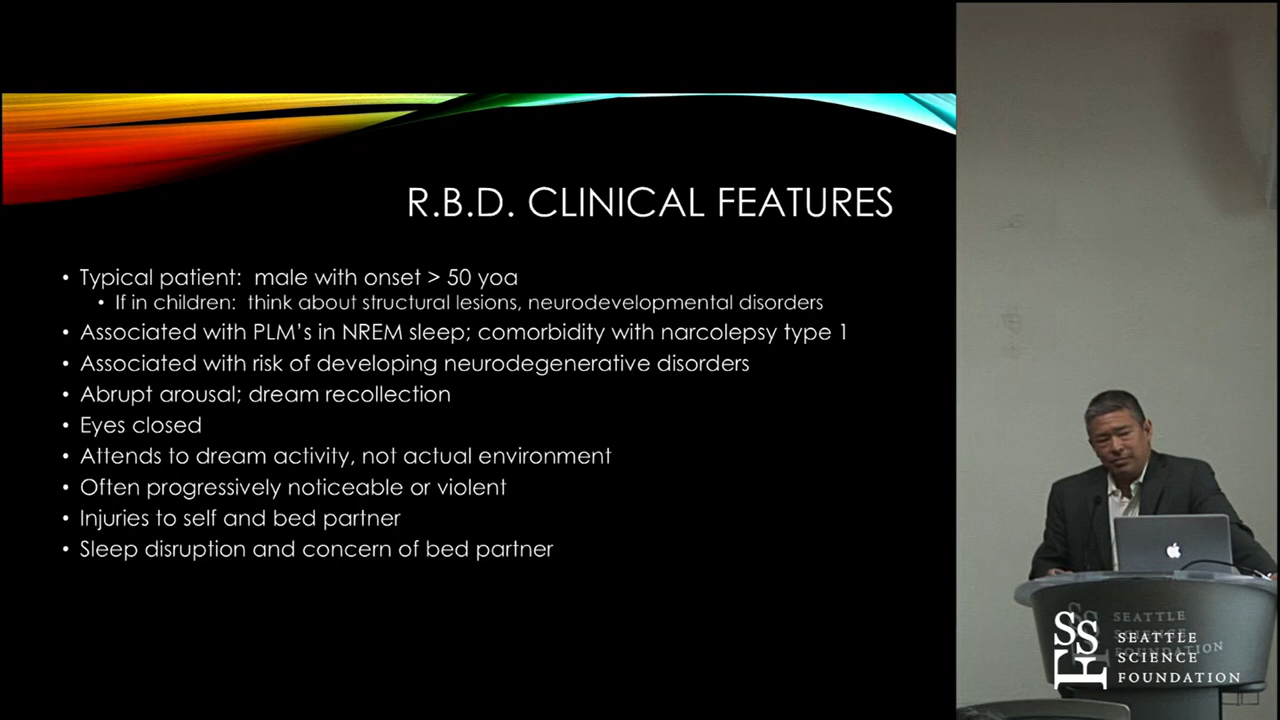 R.B.D. CLINICAL FEATURES
• Typical patient: male with onset > 50 yoa
• If in children: think about structural lesions, neurodevelopmental disorders
• Associated with PLM's in NREM sleep; comorbidity with narcolepsy type 1
• Associated with risk of developing neurodegenerative disorders
• Abrupt arousal; dream recollection
• Eyes closed
• Attends to dream activity, not actual environment
• Often progressively noticeable or violent
• Injuries to self and bed partner
• Sleep disruption and concern of bed partner
SEATTLE
SCIENCE
FOUNDATION
SSF
SEATTLE
SCIENCE
FOUNDATION